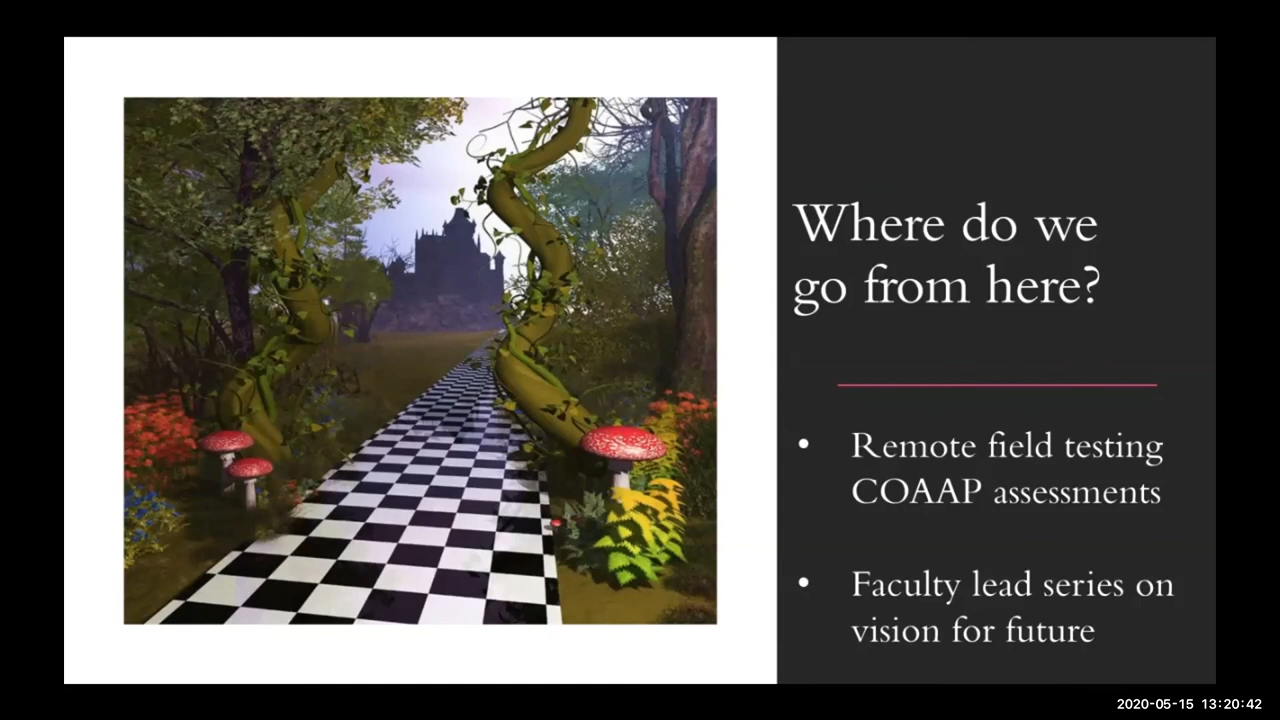 Where do we
go from here?
• Remote field testing
COAAP assessments
• Faculty lead series on
vision for future
2020-05-15 13:20:42